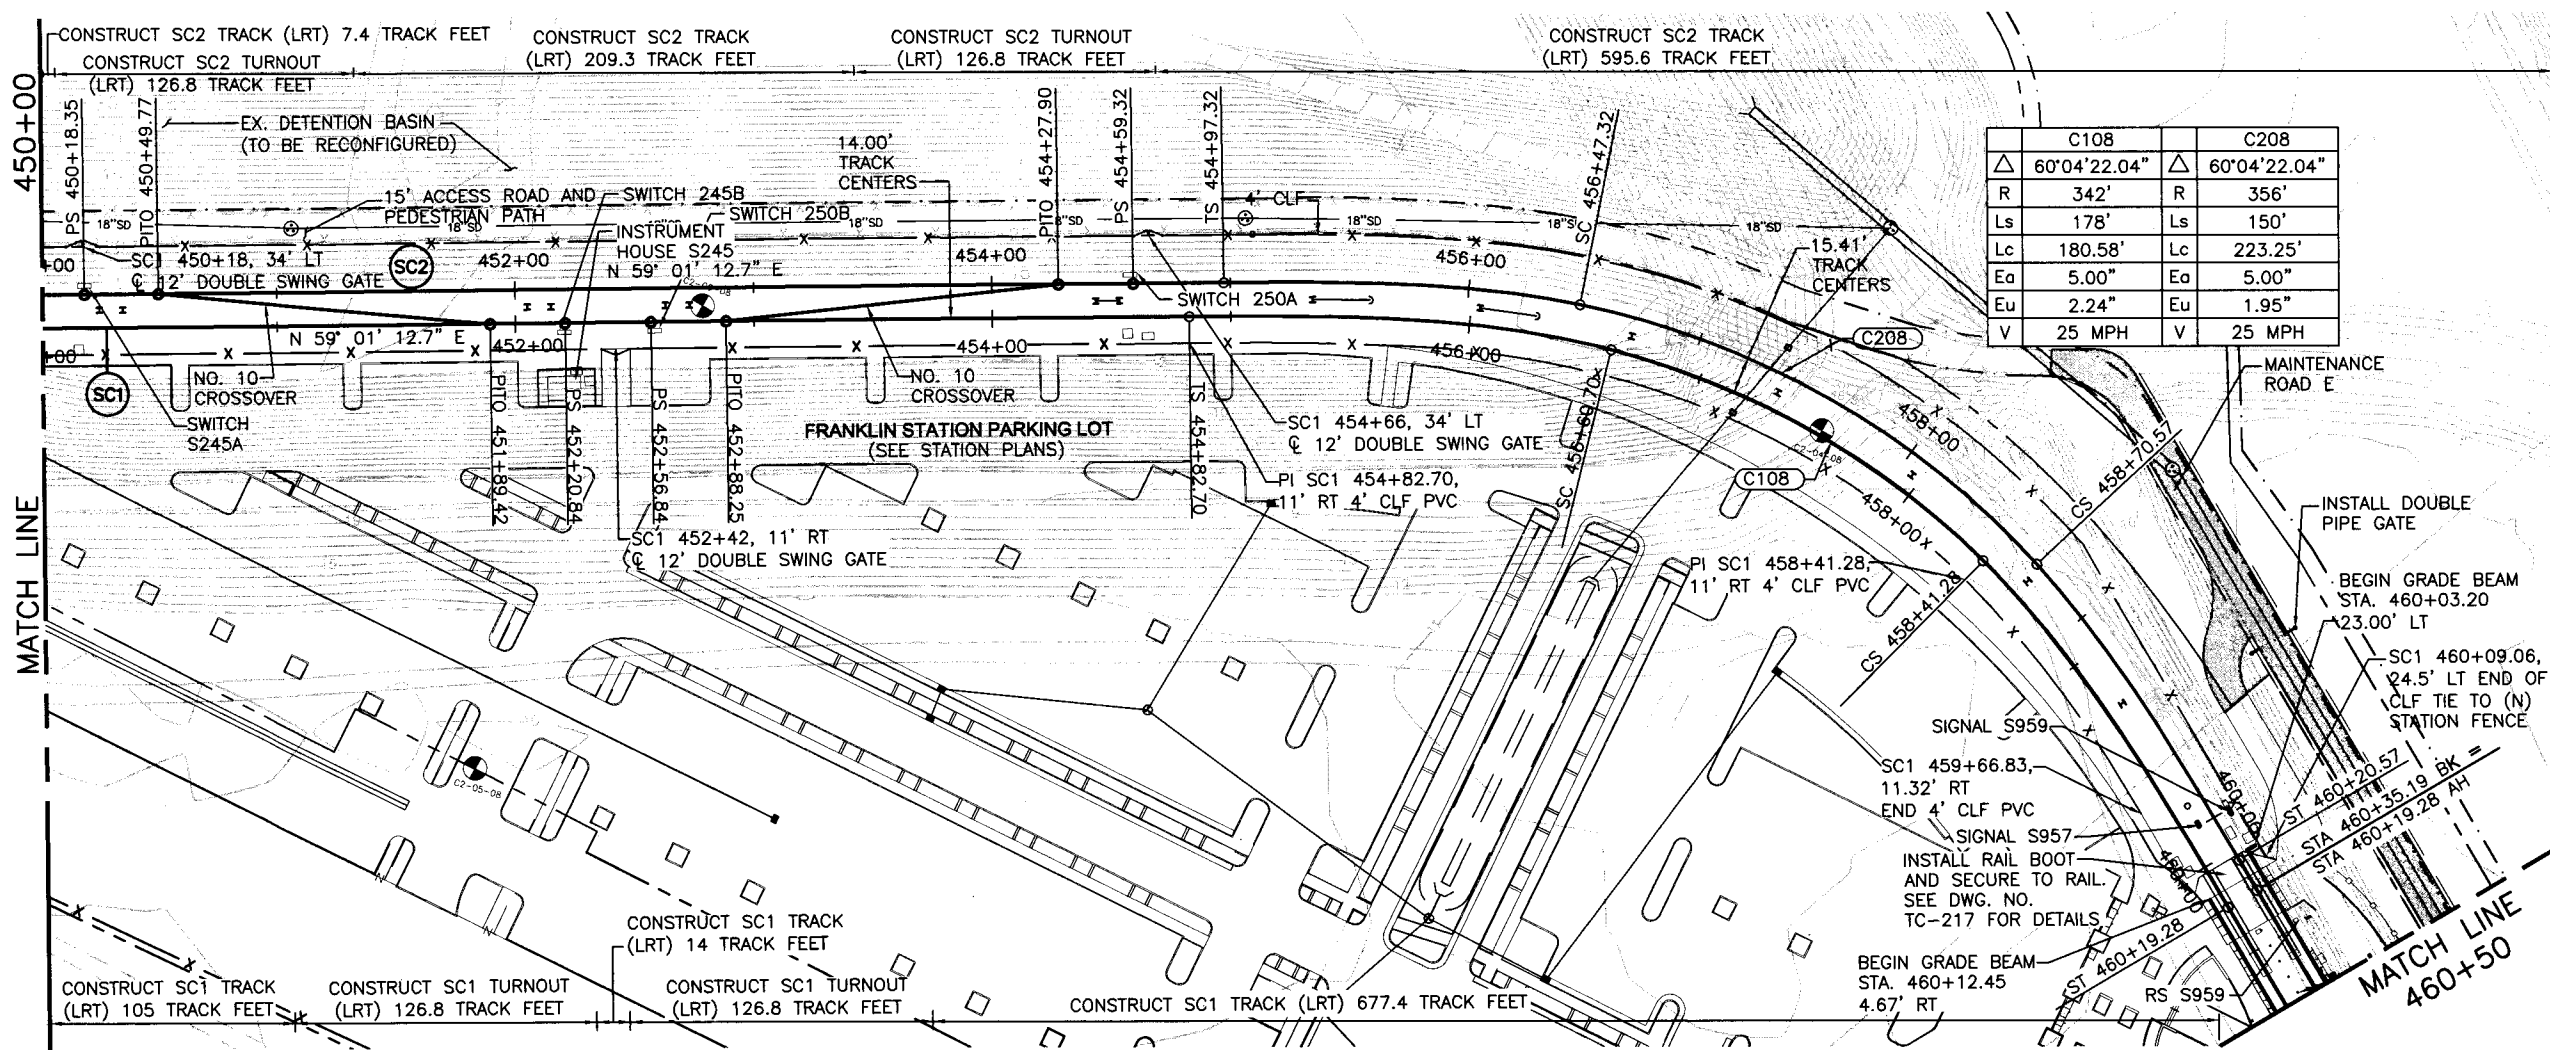 CONSTRUCT SC2 TRACK (LRT) 7.4 TRACK FEET
CONSTRUCT SC2 TURNOUT
(LRT) 126.8 TRACK FEET
CONSTRUCT SC2 TRACK
(LRT) 209.3 TRACK FEET
CONSTRUCT SC2 TURNOUT
(LRT) 126.8 TRACK FEET
CONSTRUCT SC2 TRACK
(LRT) 595.6 TRACK FEET
450+00
MATCH LINE
PS 450+18.35
PITO 450+49.77
EX. DETENTION BASIN
(TO BE RECONFIGURED)
15' ACCESS ROAD AND
PEDESTRIAN PATH
SWITCH 245B
SWITCH 250B
INSTRUMENT
HOUSE S245
N 59° 01' 12.7" E
14.00'
TRACK
CENTERS
PITO 454+27.90
PS 454+59.32
TS 454+97.32
4' CLF
SC 456+47.32
18"SD
18"SD
18"SD
18"SD
18"SD
18"SD
+00
SC1 450+18, 34' LT
℄ 12' DOUBLE SWING GATE
SC2
452+00
454+00
456+00
SWITCH 250A
15.41'
TRACK
CENTERS
C108 C208
△ 60°04'22.04" △ 60°04'22.04"
R 342' R 356'
Ls 178' Ls 150'
Lc 180.58' Lc 223.25'
Ea 5.00" Ea 5.00"
Eu 2.24" Eu 1.95"
V 25 MPH V 25 MPH
C208
MAINTENANCE
ROAD E
+00
N 59° 01' 12.7" E
452+00
454+00
456+00
SC1
SWITCH
S245A
NO. 10
CROSSOVER
NO. 10
CROSSOVER
PITO 451+89.42
PS 452+20.84
PS 452+56.84
PITO 452+88.25
TS 454+82.70
SC 456+60.70
FRANKLIN STATION PARKING LOT
(SEE STATION PLANS)
SC1 454+66, 34' LT
℄ 12' DOUBLE SWING GATE
PI SC1 454+82.70,
11' RT 4' CLF PVC
SC1 452+42, 11' RT
℄ 12' DOUBLE SWING GATE
C108
458+00
458+00
CS 458+70.57
CS 458+41.28
PI SC1 458+41.28,
11' RT 4' CLF PVC
INSTALL DOUBLE
PIPE GATE
BEGIN GRADE BEAM
STA. 460+03.20
23.00' LT
SC1 460+09.06,
24.5' LT END OF
CLF TIE TO (N)
STATION FENCE
SIGNAL S959
SC1 459+66.83,
11.32' RT
END 4' CLF PVC
SIGNAL S957
INSTALL RAIL BOOT
AND SECURE TO RAIL.
SEE DWG. NO.
TC-217 FOR DETAILS
460+00
460+00
ST 460+20.57
STA 460+35.19 BK =
STA 460+19.28 AH
ST 460+19.28
BEGIN GRADE BEAM
STA. 460+12.45
4.67' RT
RS S959
MATCH LINE
460+50
C2-05-08
CONSTRUCT SC1 TRACK
(LRT) 105 TRACK FEET
CONSTRUCT SC1 TURNOUT
(LRT) 126.8 TRACK FEET
CONSTRUCT SC1 TRACK
(LRT) 14 TRACK FEET
CONSTRUCT SC1 TURNOUT
(LRT) 126.8 TRACK FEET
CONSTRUCT SC1 TRACK (LRT) 677.4 TRACK FEET